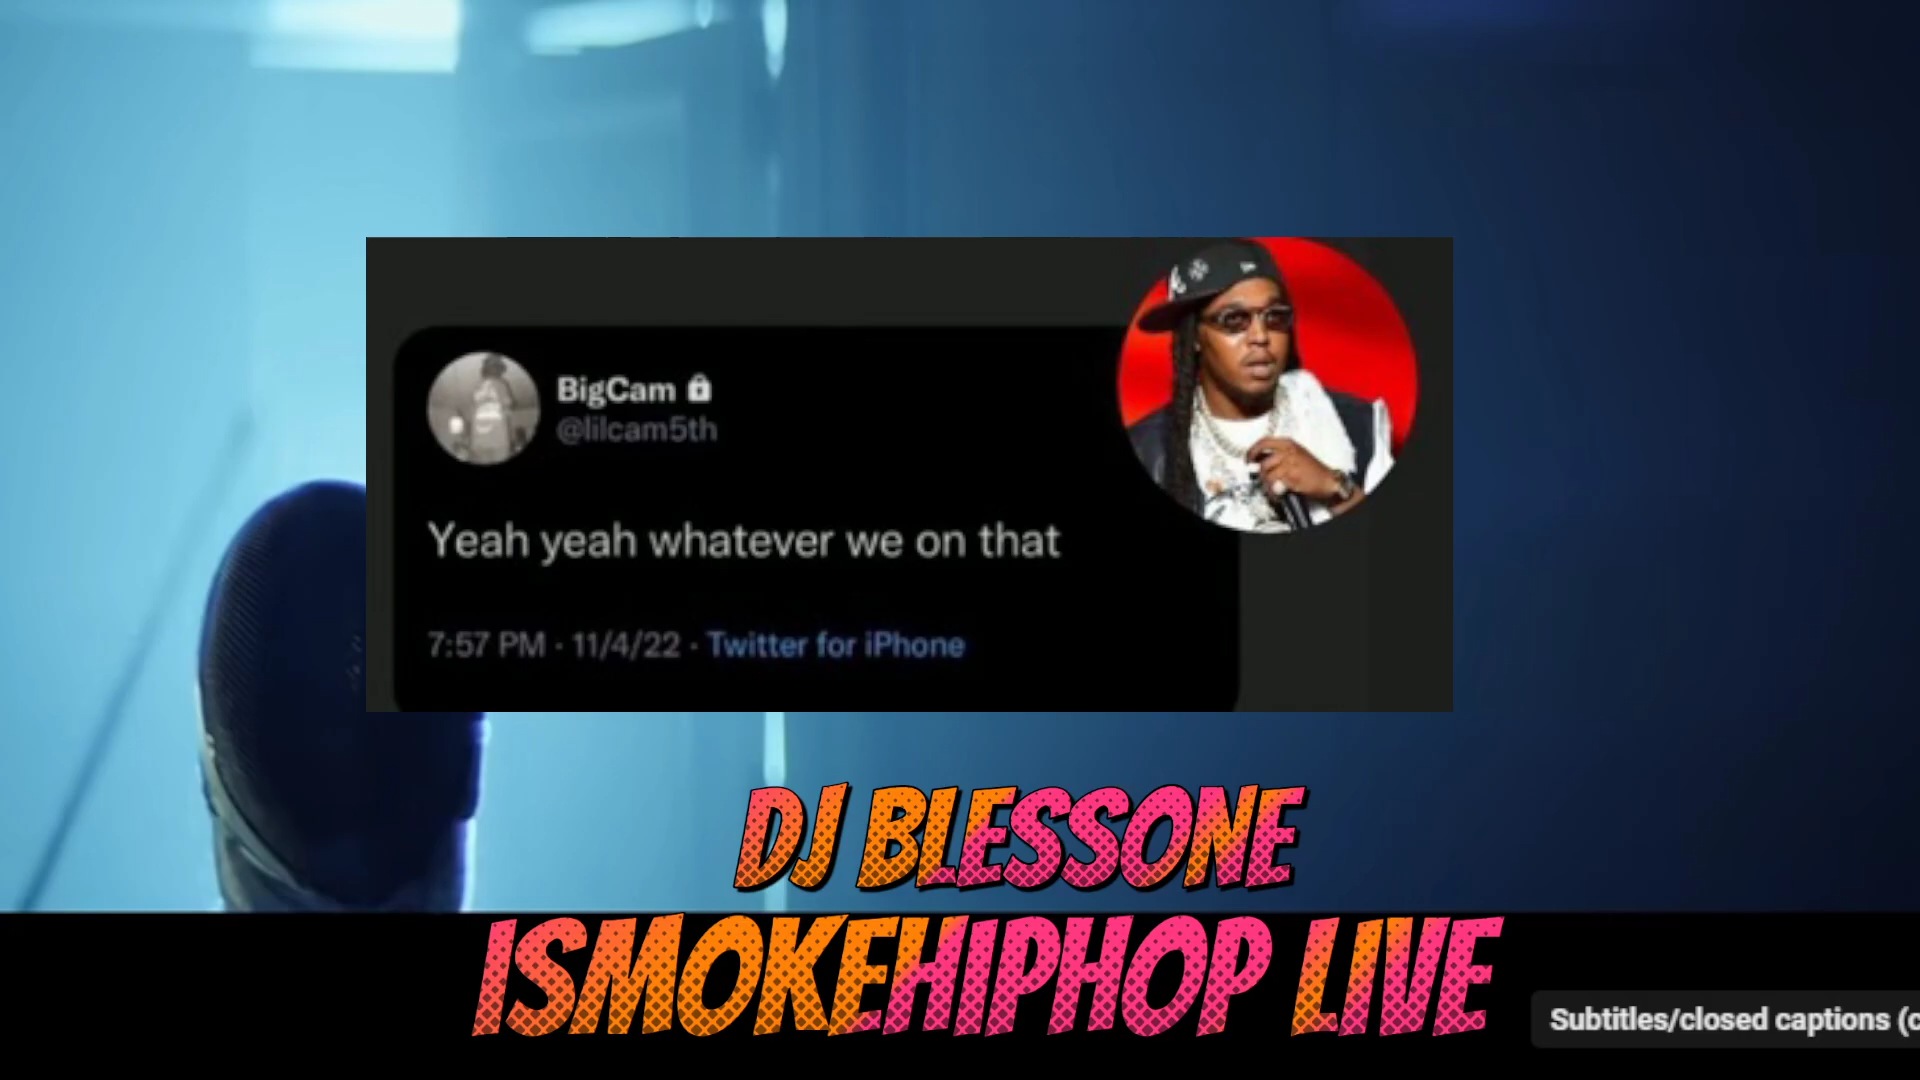 BigCam
@lilcam5th
Yeah yeah whatever we on that
7:57 PM · 11/4/22 · Twitter for iPhone
DJ BLESSONE
ISMOKEHIPHOP LIVE
Subtitles/closed captions (c